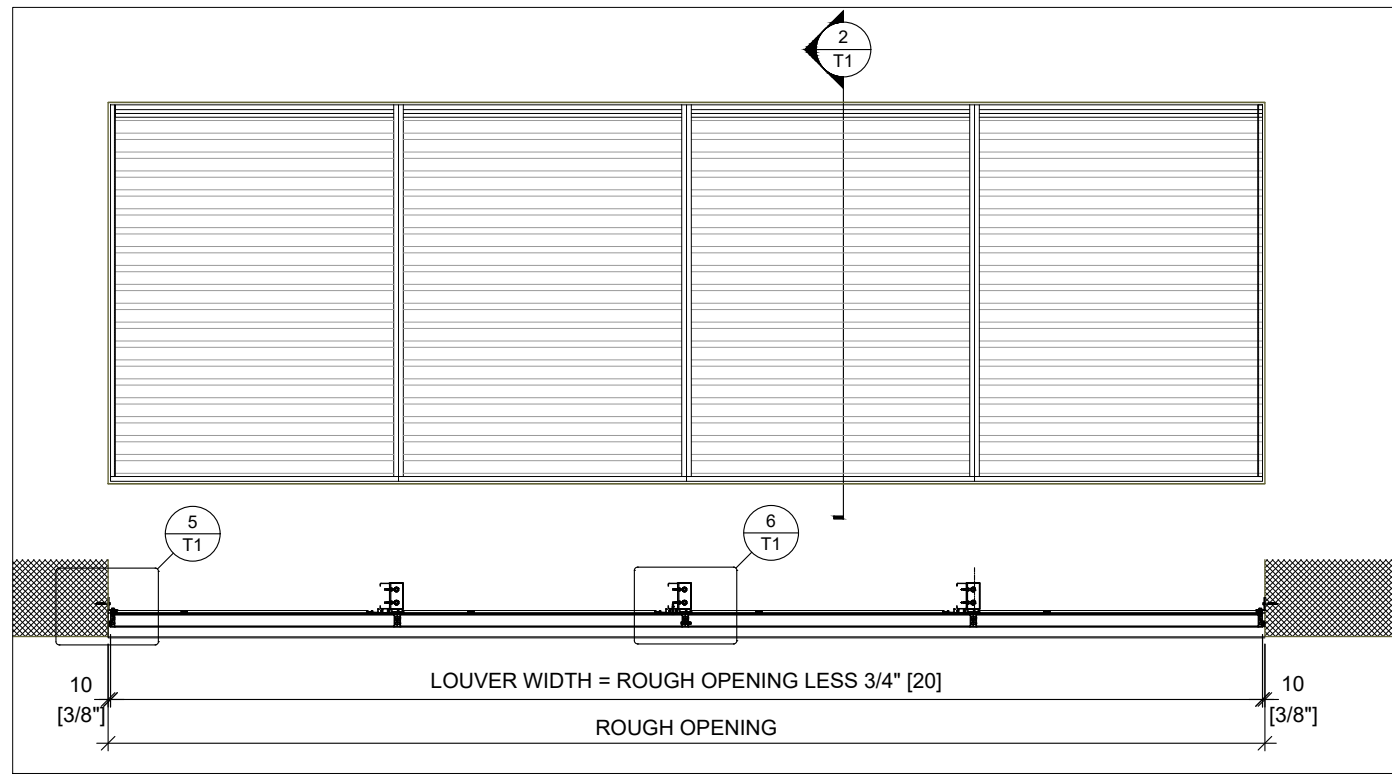 2
T1
5
T1
6
T1
10
[3/8"]
LOUVER WIDTH = ROUGH OPENING LESS 3/4" [20]
10
[3/8"]
ROUGH OPENING